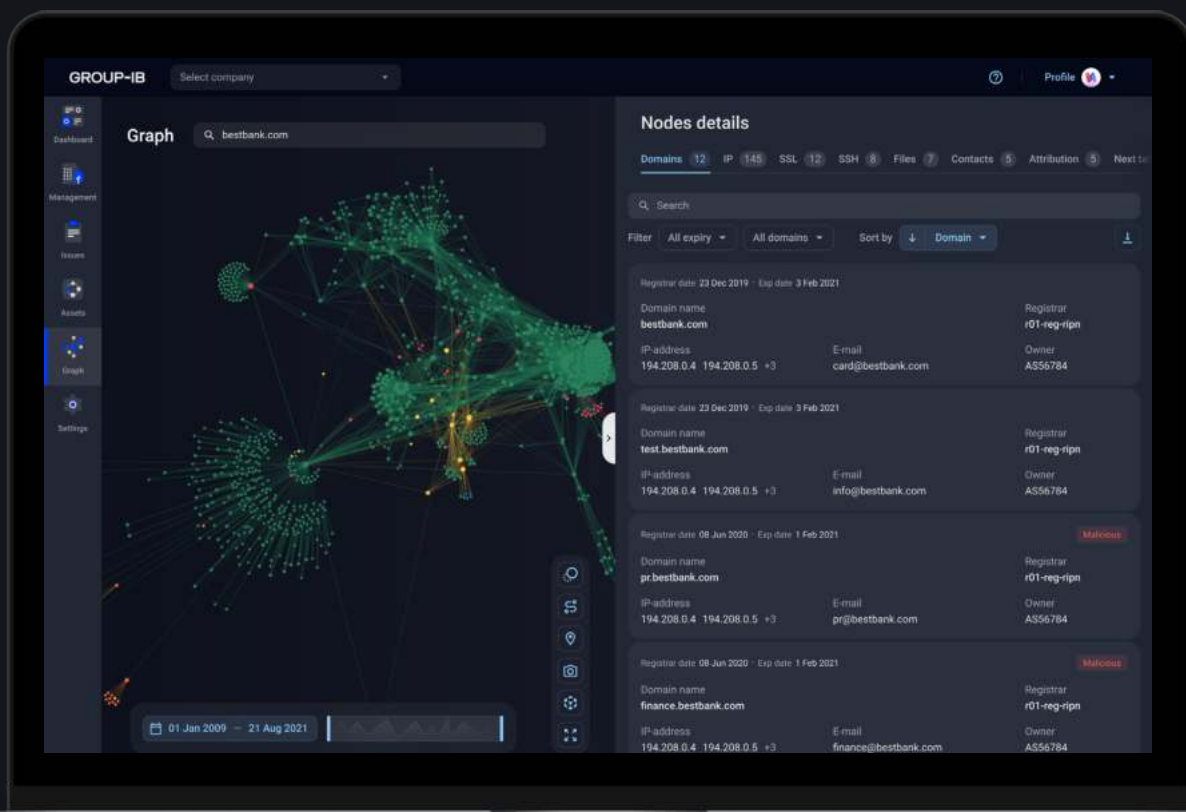 GROUP-IB Select company Profile
Dashboard
Management
Issues
Assets
Graph
Settings
Graph bestbank.com
01 Jan 2009 – 21 Aug 2021
Nodes details
Domains 12 IP 145 SSL 12 SSH 8 Files 7 Contacts 5 Attribution 5 Next
Search
Filter All expiry All domains Sort by Domain
Registrar date 23 Dec 2019 · Exp date 3 Feb 2021
Domain name Registrar
bestbank.com r01-reg-ripn
IP-address E-mail Owner
194.208.0.4 194.208.0.5 +3 card@bestbank.com AS56784
Registrar date 23 Dec 2019 · Exp date 3 Feb 2021
Domain name Registrar
test.bestbank.com r01-reg-ripn
IP-address E-mail Owner
194.208.0.4 194.208.0.5 +3 info@bestbank.com AS56784
Registrar date 08 Jun 2020 · Exp date 1 Feb 2021 Malicious
Domain name Registrar
pr.bestbank.com r01-reg-ripn
IP-address E-mail Owner
194.208.0.4 194.208.0.5 +3 pr@bestbank.com AS56784
Registrar date 08 Jun 2020 · Exp date 1 Feb 2021 Malicious
Domain name Registrar
finance.bestbank.com r01-reg-ripn
IP-address E-mail Owner
194.208.0.4 194.208.0.5 +3 finance@bestbank.com AS56784